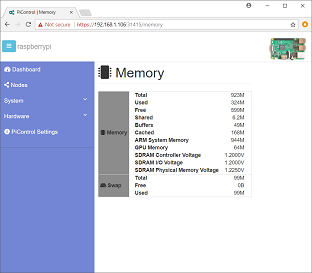 PiControl | Memory
Not secure | https://192.168.1.106:31415/memory
raspberrypi
Dashboard
Nodes
System
Hardware
PiControl Settings
Memory
Memory
Total 923M
Used 324M
Free 599M
Shared 6.2M
Buffers 49M
Cached 168M
ARM System Memory 944M
GPU Memory 64M
SDRAM Controller Voltage 1.2000V
SDRAM I/O Voltage 1.2000V
SDRAM Physical Memory Voltage 1.2250V
Swap
Total 99M
Free 0B
Used 99M